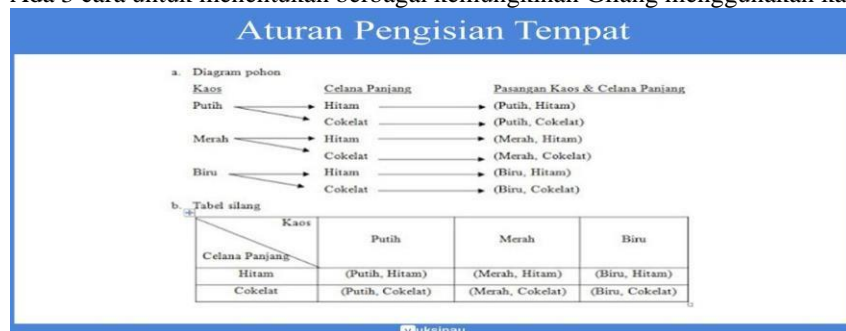 Aturan Pengisian Tempat
a. Diagram pohon
Kaos Celana Panjang Pasangan Kaos & Celana Panjang
Putih Hitam (Putih, Hitam)
Cokelat (Putih, Cokelat)
Merah Hitam (Merah, Hitam)
Cokelat (Merah, Cokelat)
Biru Hitam (Biru, Hitam)
Cokelat (Biru, Cokelat)
b. Tabel silang
Kaos
Celana Panjang
Putih Merah Biru
Hitam (Putih, Hitam) (Merah, Hitam) (Biru, Hitam)
Cokelat (Putih, Cokelat) (Merah, Cokelat) (Biru, Cokelat)